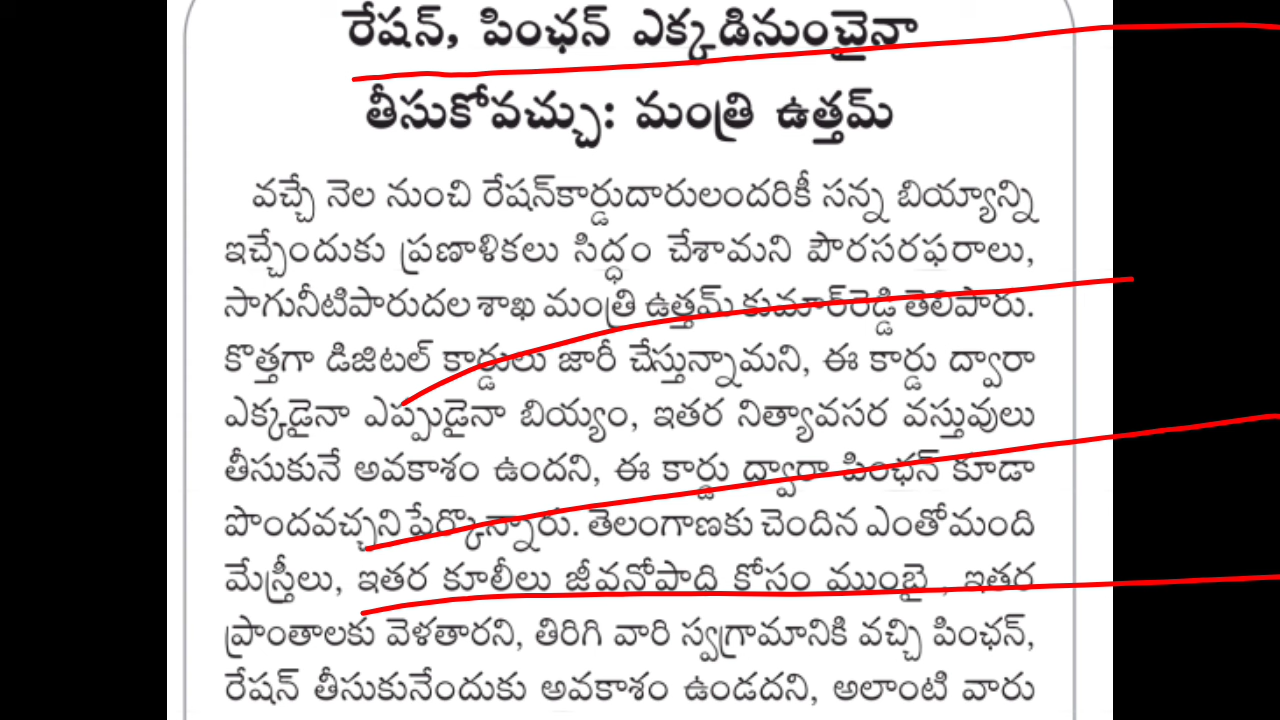 రేషన్, పింఛన్ ఎక్కడినుంచైనా
తీసుకోవచ్చు: మంత్రి ఉత్తమ్
వచ్చే నెల నుంచి రేషన్‌కార్డుదారులందరికీ సన్న బియ్యాన్ని
ఇచ్చేందుకు ప్రణాళికలు సిద్ధం చేశామని పౌరసరఫరాలు,
సాగునీటిపారుదల శాఖ మంత్రి ఉత్తమ్ కుమార్‌రెడ్డి తెలిపారు.
కొత్తగా డిజిటల్ కార్డులు జారీ చేస్తున్నామని, ఈ కార్డు ద్వారా
ఎక్కడైనా ఎప్పుడైనా బియ్యం, ఇతర నిత్యావసర వస్తువులు
తీసుకునే అవకాశం ఉందని, ఈ కార్డు ద్వారా పింఛన్ కూడా
పొందవచ్చని పేర్కొన్నారు. తెలంగాణకు చెందిన ఎంతోమంది
మేస్త్రీలు, ఇతర కూలీలు జీవనోపాది కోసం ముంబై , ఇతర
ప్రాంతాలకు వెళతారని, తిరిగి వారి స్వగ్రామానికి వచ్చి పింఛన్,
రేషన్ తీసుకునేందుకు అవకాశం ఉండదని, అలాంటి వారు